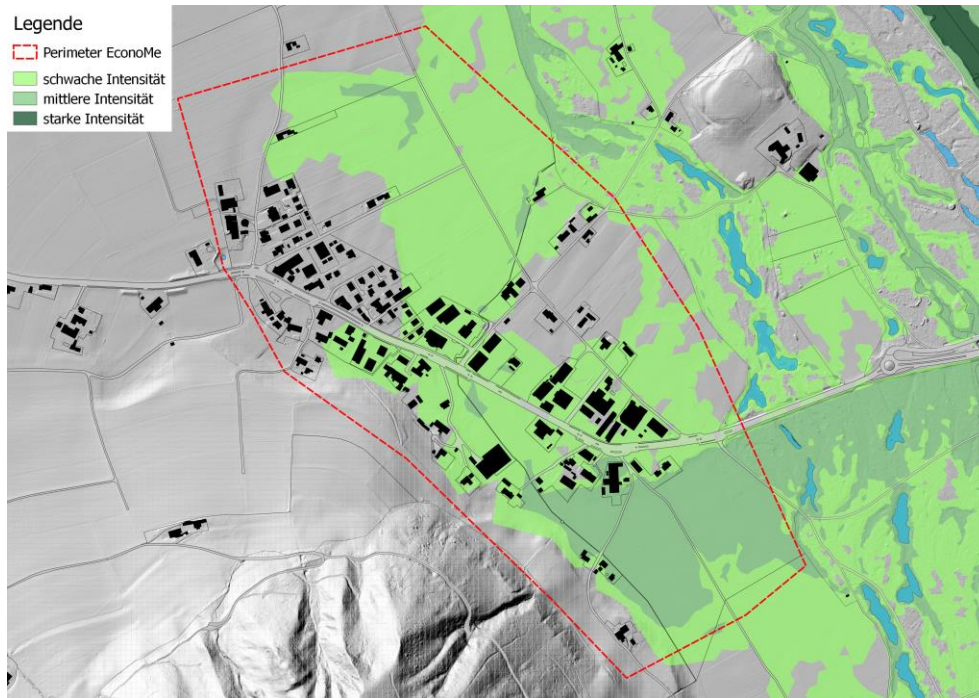 Legende
Perimeter EconoMe
schwache Intensität
mittlere Intensität
starke Intensität